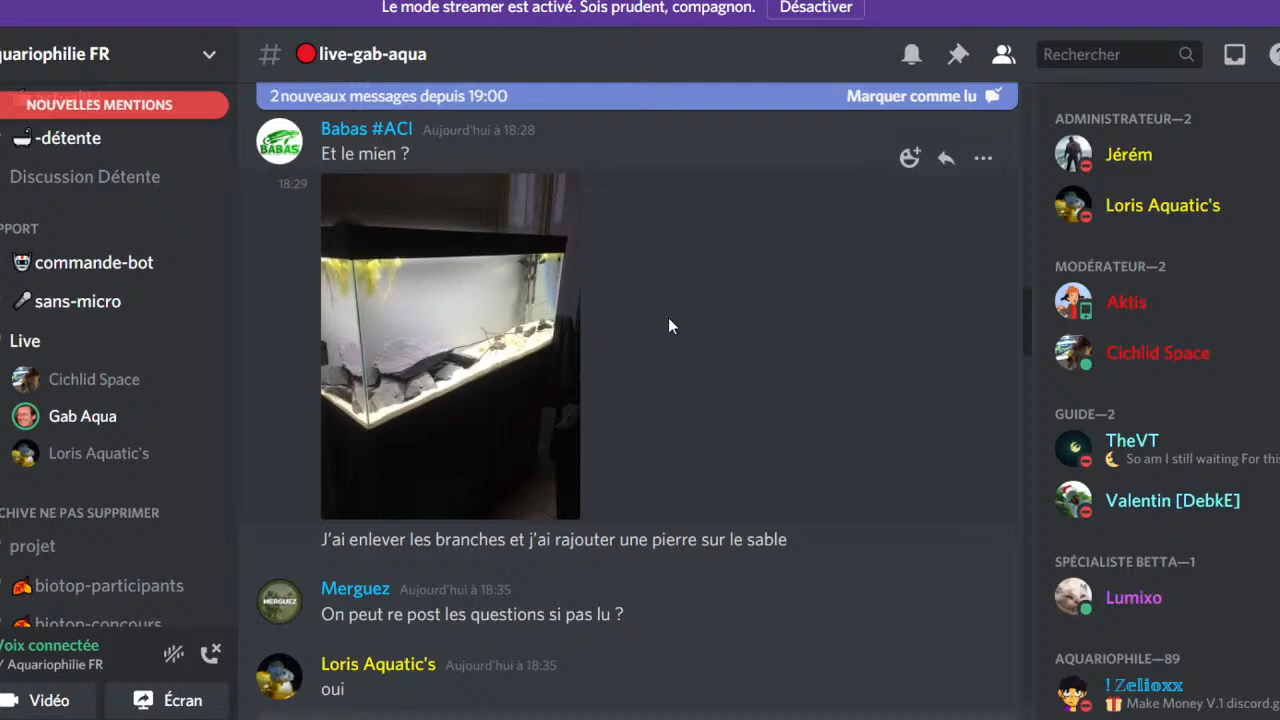 Le mode streamer est activé. Sois prudent, compagnon.
Désactiver
quariophilie FR
NOUVELLES MENTIONS
-détente
Discussion Détente
PPORT
commande-bot
sans-micro
Live
Cichlid Space
Gab Aqua
Loris Aquatic's
CHIVE NE PAS SUPPRIMER
projet
biotop-participants
biotop-concours
Voix connectée
/ Aquariophilie FR
Vidéo
Écran
live-gab-aqua
Rechercher
2 nouveaux messages depuis 19:00
Marquer comme lu
BABAS
Babas #ACI Aujourd'hui à 18:28
Et le mien ?
18:29
J'ai enlever les branches et j'ai rajouter une pierre sur le sable
MERGUEZ
Merguez Aujourd'hui à 18:35
On peut re post les questions si pas lu ?
Loris Aquatic's Aujourd'hui à 18:35
oui
ADMINISTRATEUR—2
Jérém
Loris Aquatic's
MODÉRATEUR—2
Aktis
Cichlid Space
GUIDE—2
TheVT
So am I still waiting For this
Valentin [DebkE]
SPÉCIALISTE BETTA—1
Lumixo
AQUARIOPHILIE—89
! Zelioxx
Make Money V.1 discord.g